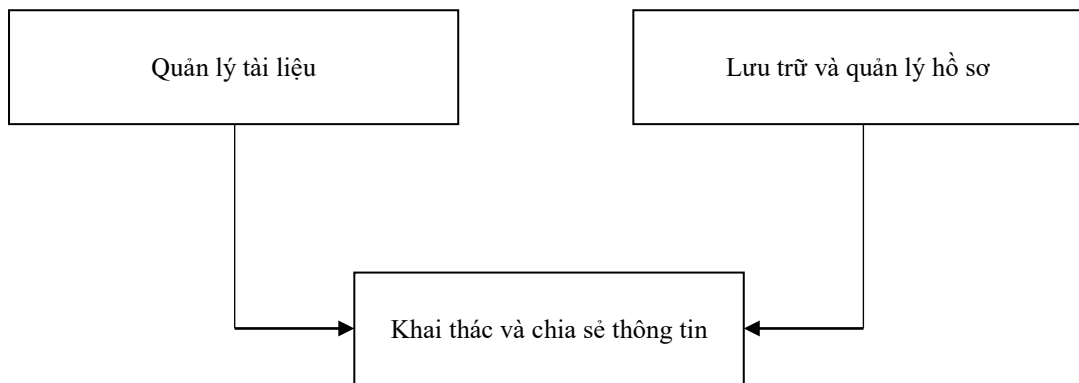 Quản lý tài liệu
Lưu trữ và quản lý hồ sơ
Khai thác và chia sẻ thông tin